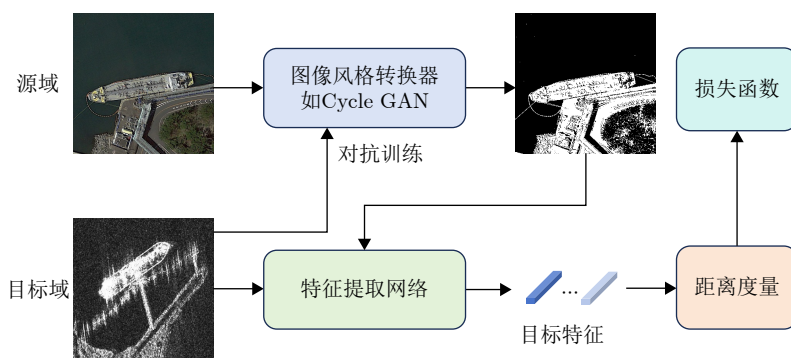 源域
图像风格转换器
如Cycle GAN
损失函数
对抗训练
目标域
特征提取网络
...
目标特征
距离度量